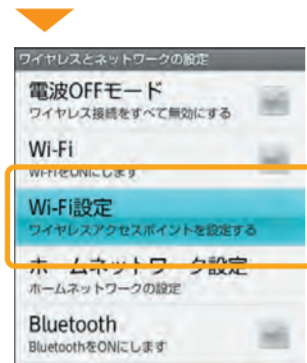 ワイヤレスとネットワークの設定
電波OFFモード
ワイヤレス接続をすべて無効にする
Wi-Fi
Wi-FiをONにします
Wi-Fi設定
ワイヤレスアクセスポイントを設定する
ホームネットワーク設定
ホームネットワークの設定
Bluetooth
BluetoothをONにします